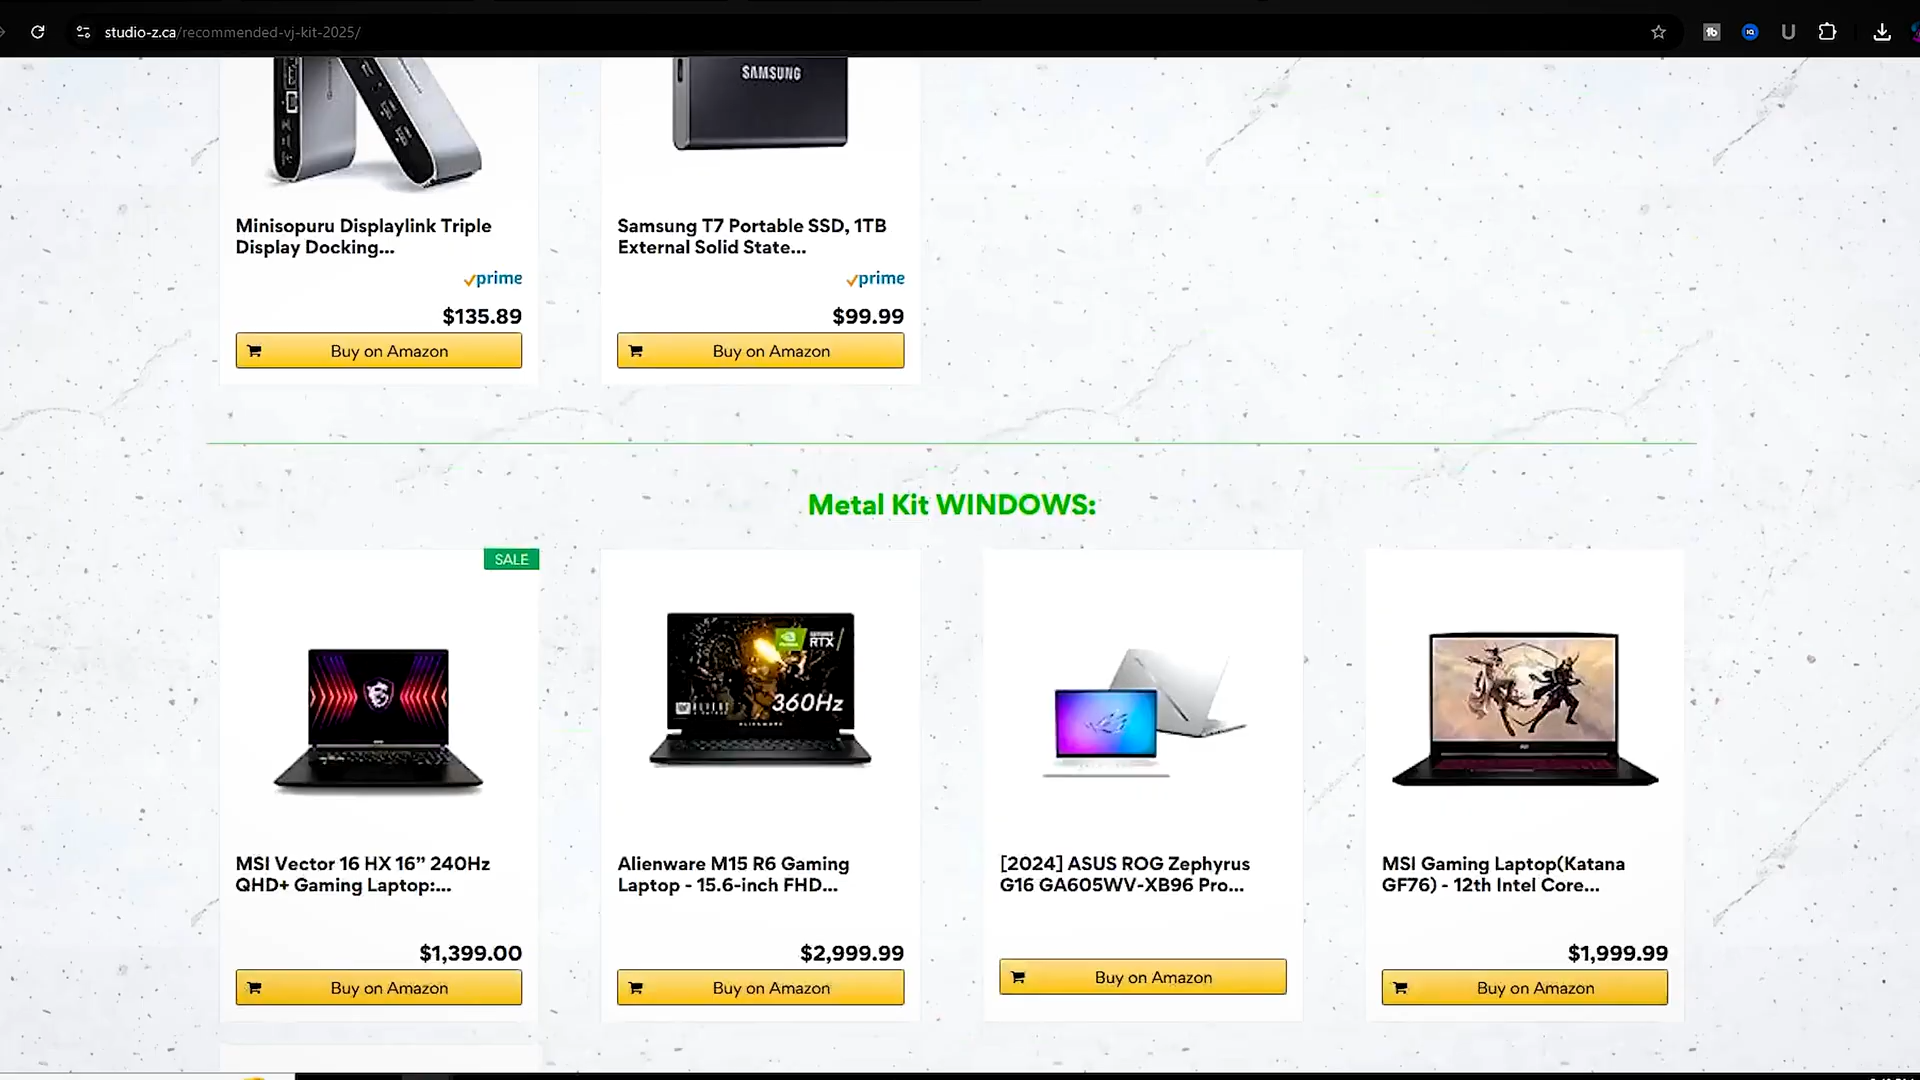 studio-z.ca/recommended-vj-kit-2025/
SAMSUNG
Minisopuru Displaylink Triple
Display Docking...
prime
$135.89
Buy on Amazon
Samsung T7 Portable SSD, 1TB
External Solid State...
prime
$99.99
Buy on Amazon
Metal Kit WINDOWS:
SALE
MSI Vector 16 HX 16” 240Hz
QHD+ Gaming Laptop:...
$1,399.00
Buy on Amazon
RTX
360Hz
ALIENWARE
Alienware M15 R6 Gaming
Laptop - 15.6-inch FHD...
$2,999.99
Buy on Amazon
[2024] ASUS ROG Zephyrus
G16 GA605WV-XB96 Pro...
Buy on Amazon
MSI Gaming Laptop(Katana
GF76) - 12th Intel Core...
$1,999.99
Buy on Amazon